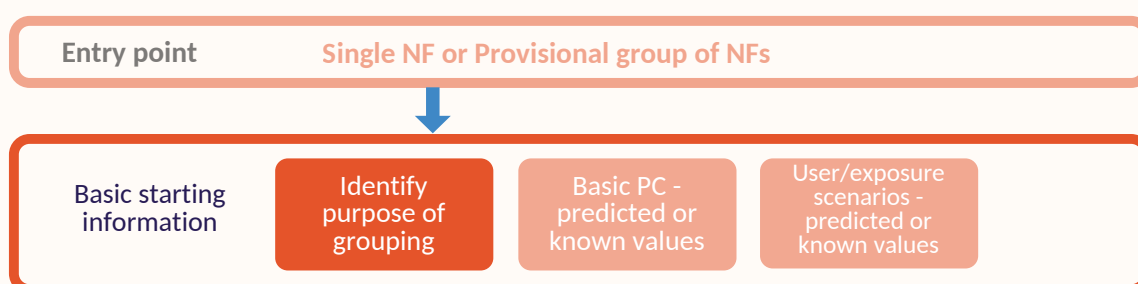 Entry point
Single NF or Provisional group of NFs
Basic starting
information
Identify
purpose of
grouping
Basic PC -
predicted or
known values
User/exposure
scenarios -
predicted or
known values